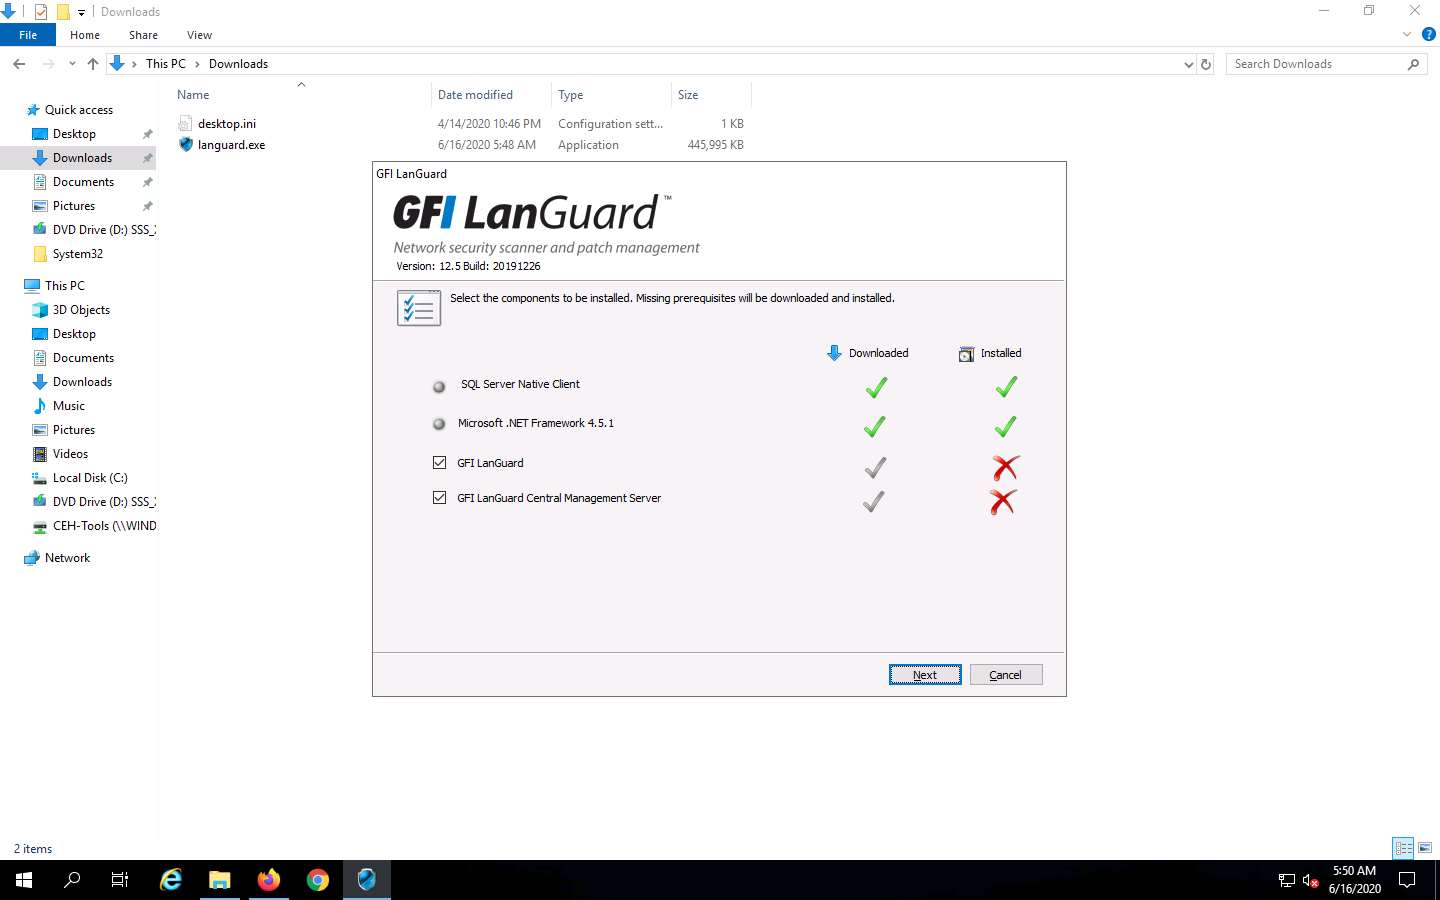 Downloads
File
Home
Share
View
This PC
Downloads
Search Downloads
Name
Date modified
Type
Size
desktop.ini
4/14/2020 10:46 PM
Configuration sett...
1 KB
languard.exe
6/16/2020 5:48 AM
Application
445,995 KB
Quick access
Desktop
Downloads
Documents
Pictures
DVD Drive (D:) SSS_
System32
This PC
3D Objects
Desktop
Documents
Downloads
Music
Pictures
Videos
Local Disk (C:)
DVD Drive (D:) SSS_
CEH-Tools (\\WIND
Network
GFI LanGuard
GFI LanGuard™
Network security scanner and patch management
Version: 12.5 Build: 20191226
Select the components to be installed. Missing prerequisites will be downloaded and installed.
Downloaded
Installed
SQL Server Native Client
Microsoft .NET Framework 4.5.1
GFI LanGuard
GFI LanGuard Central Management Server
Next
Cancel
2 items
5:50 AM
6/16/2020